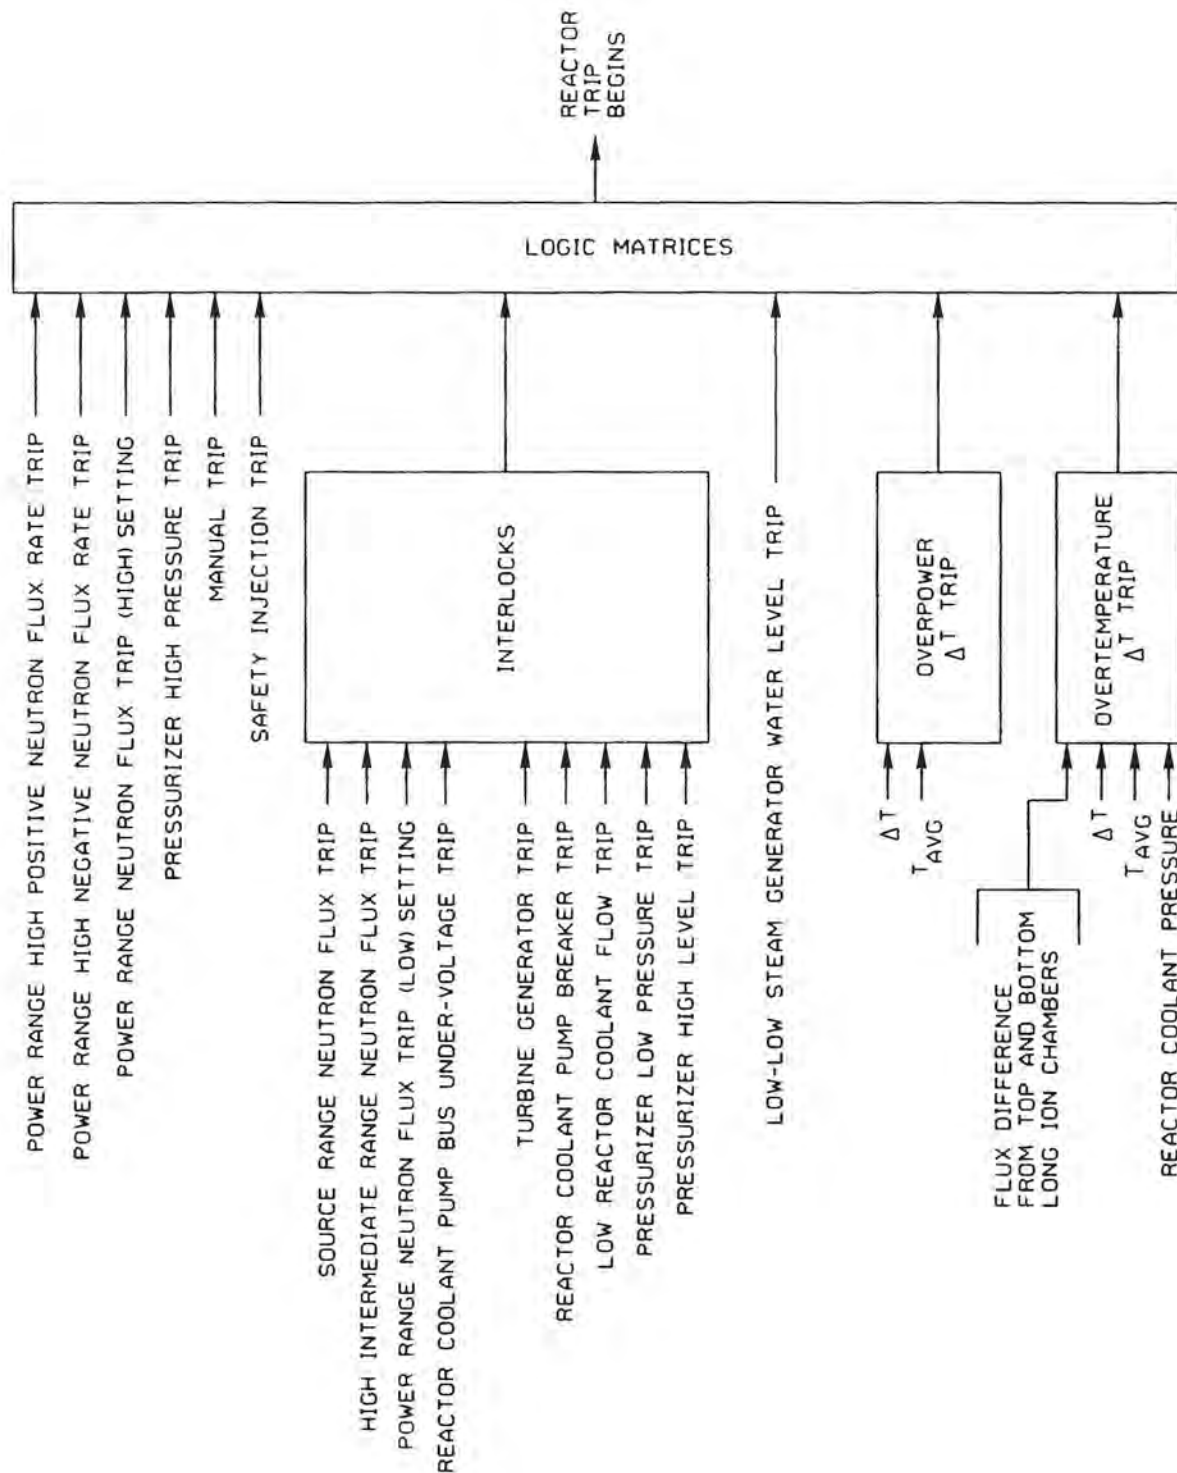 POWER RANGE HIGH POSITIVE NEUTRON FLUX RATE TRIP
POWER RANGE HIGH NEGATIVE NEUTRON FLUX RATE TRIP
POWER RANGE NEUTRON FLUX TRIP (HIGH) SETTING
PRESSURIZER HIGH PRESSURE TRIP
MANUAL TRIP
SAFETY INJECTION TRIP
SOURCE RANGE NEUTRON FLUX TRIP
HIGH INTERMEDIATE RANGE NEUTRON FLUX TRIP
POWER RANGE NEUTRON FLUX TRIP (LOW) SETTING
REACTOR COOLANT PUMP BUS UNDER-VOLTAGE TRIP
TURBINE GENERATOR TRIP
REACTOR COOLANT PUMP BREAKER TRIP
LOW REACTOR COOLANT FLOW TRIP
PRESSURIZER LOW PRESSURE TRIP
PRESSURIZER HIGH LEVEL TRIP
INTERLOCKS
LOW-LOW STEAM GENERATOR WATER LEVEL TRIP
ΔT
TAVG
OVERPOWER
ΔT TRIP
FLUX DIFFERENCE
FROM TOP AND BOTTOM
LONG ION CHAMBERS
ΔT
TAVG
REACTOR COOLANT PRESSURE
OVERTEMPERATURE
ΔT TRIP
LOGIC MATRICES
REACTOR
TRIP
BEGINS